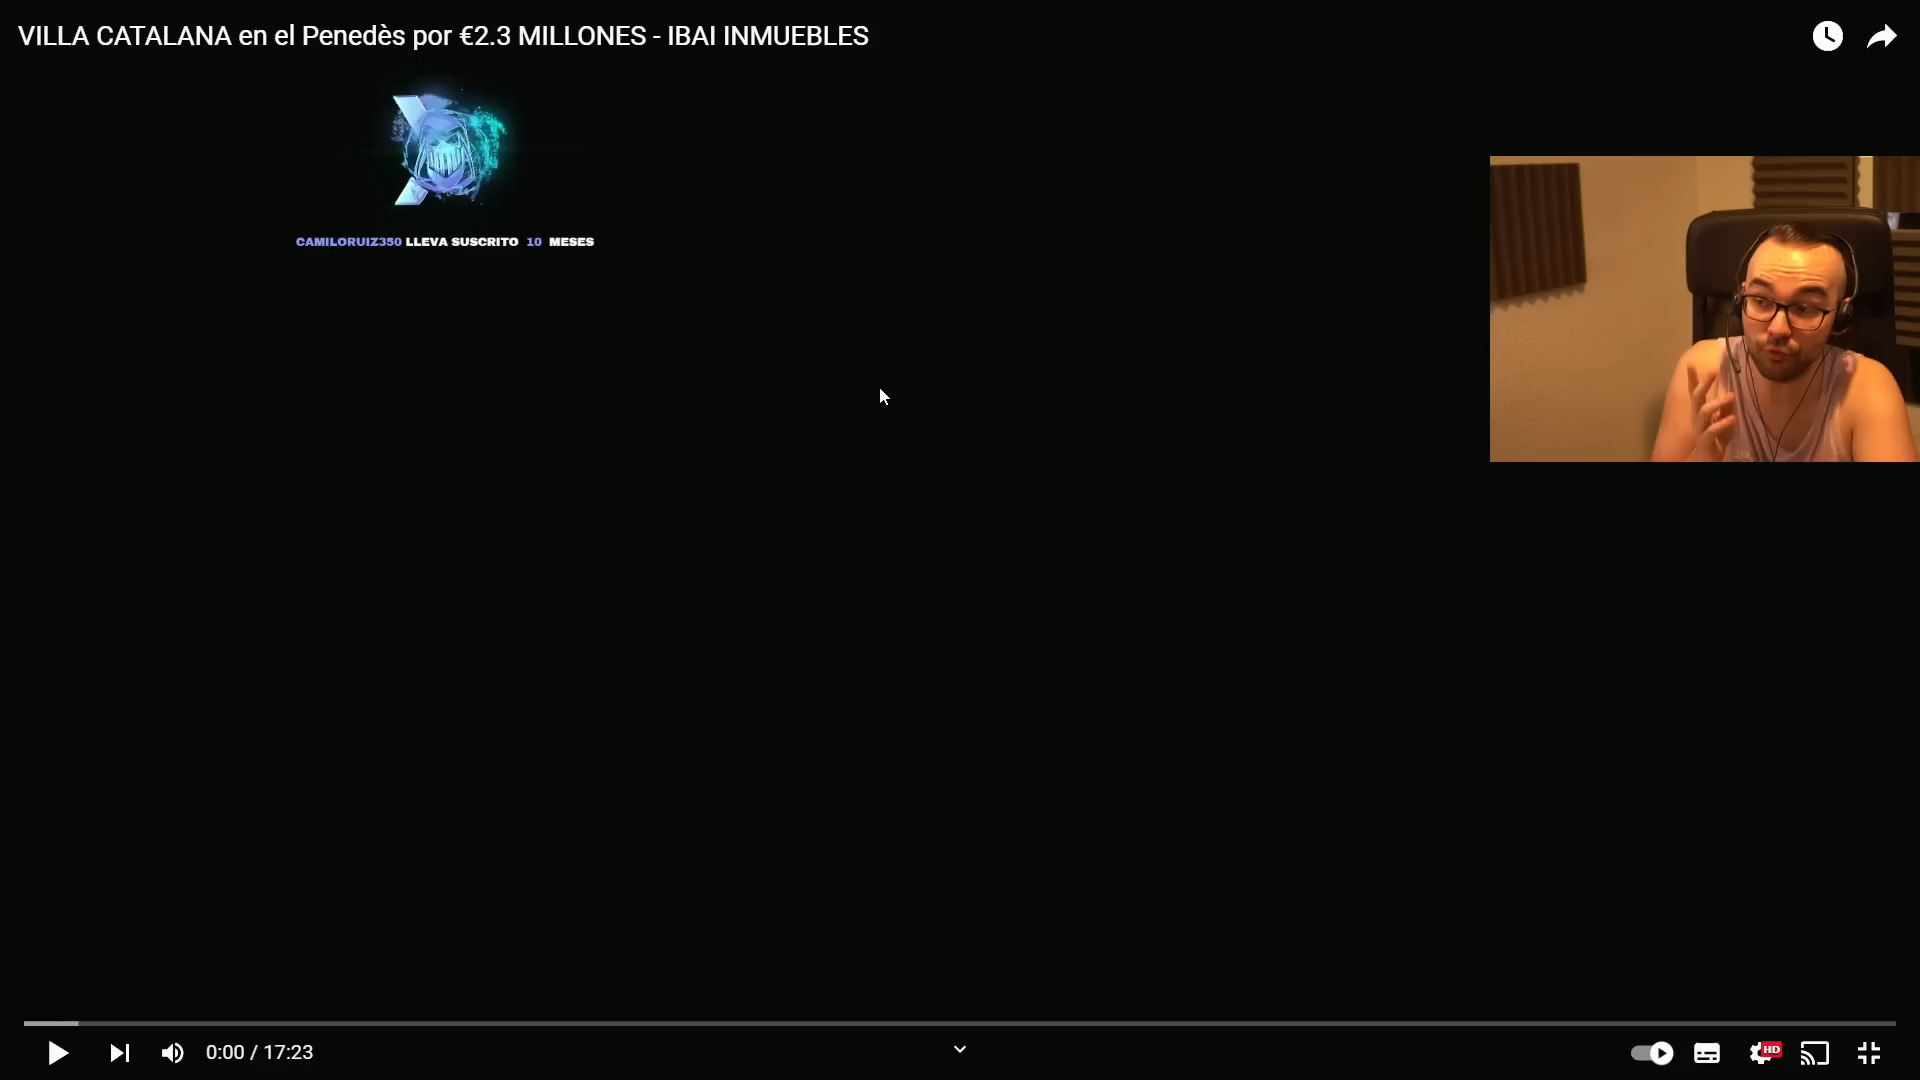 VILLA CATALANA en el Penedès por €2.3 MILLONES - IBAI INMUEBLES
CAMILORUIZ350 LLEVA SUSCRITO 10 MESES
0:00 / 17:23
HD